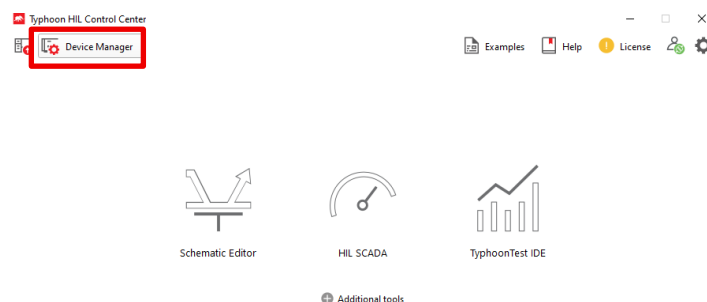 Typhoon HIL Control Center
Device Manager Examples Help License
Schematic Editor HIL SCADA TyphoonTest IDE
Additional tools